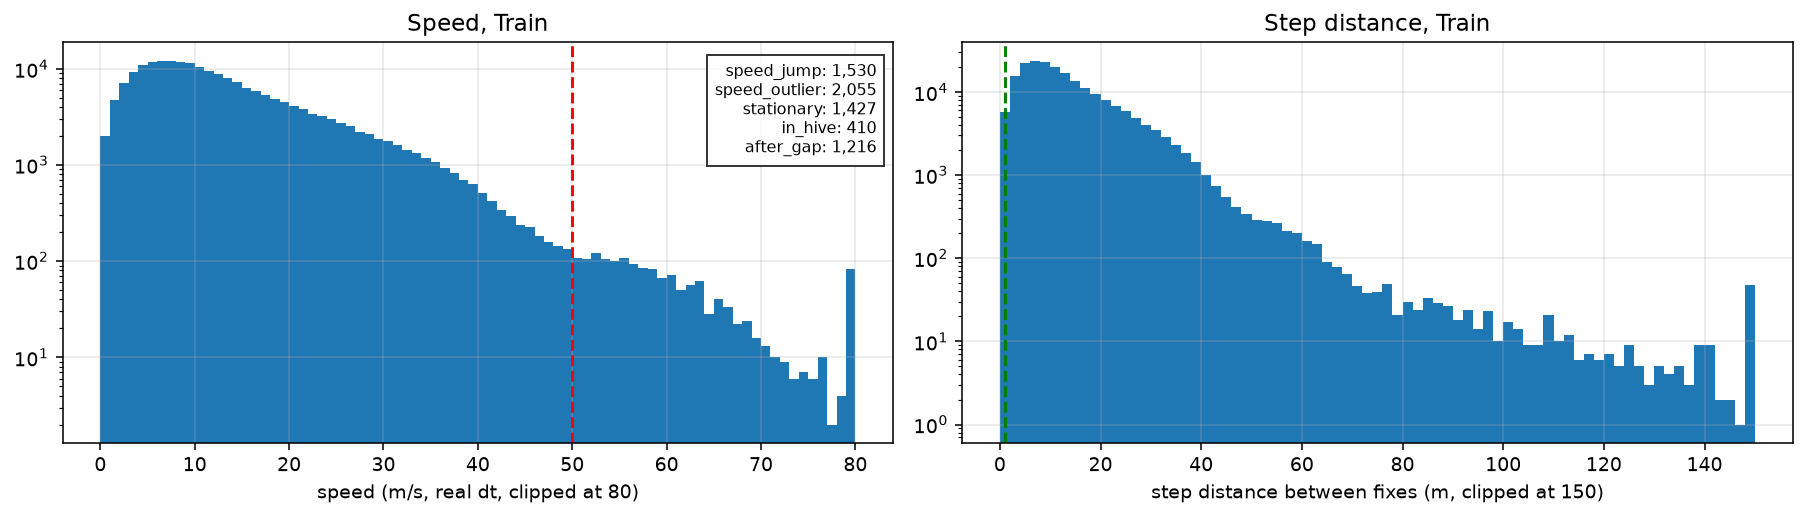 Speed, Train
10⁴
10³
10²
10¹
speed_jump: 1,530
speed_outlier: 2,055
stationary: 1,427
in_hive: 410
after_gap: 1,216
0 10 20 30 40 50 60 70 80
speed (m/s, real dt, clipped at 80)
Step distance, Train
10⁴
10³
10²
10¹
10⁰
0 20 40 60 80 100 120 140
step distance between fixes (m, clipped at 150)